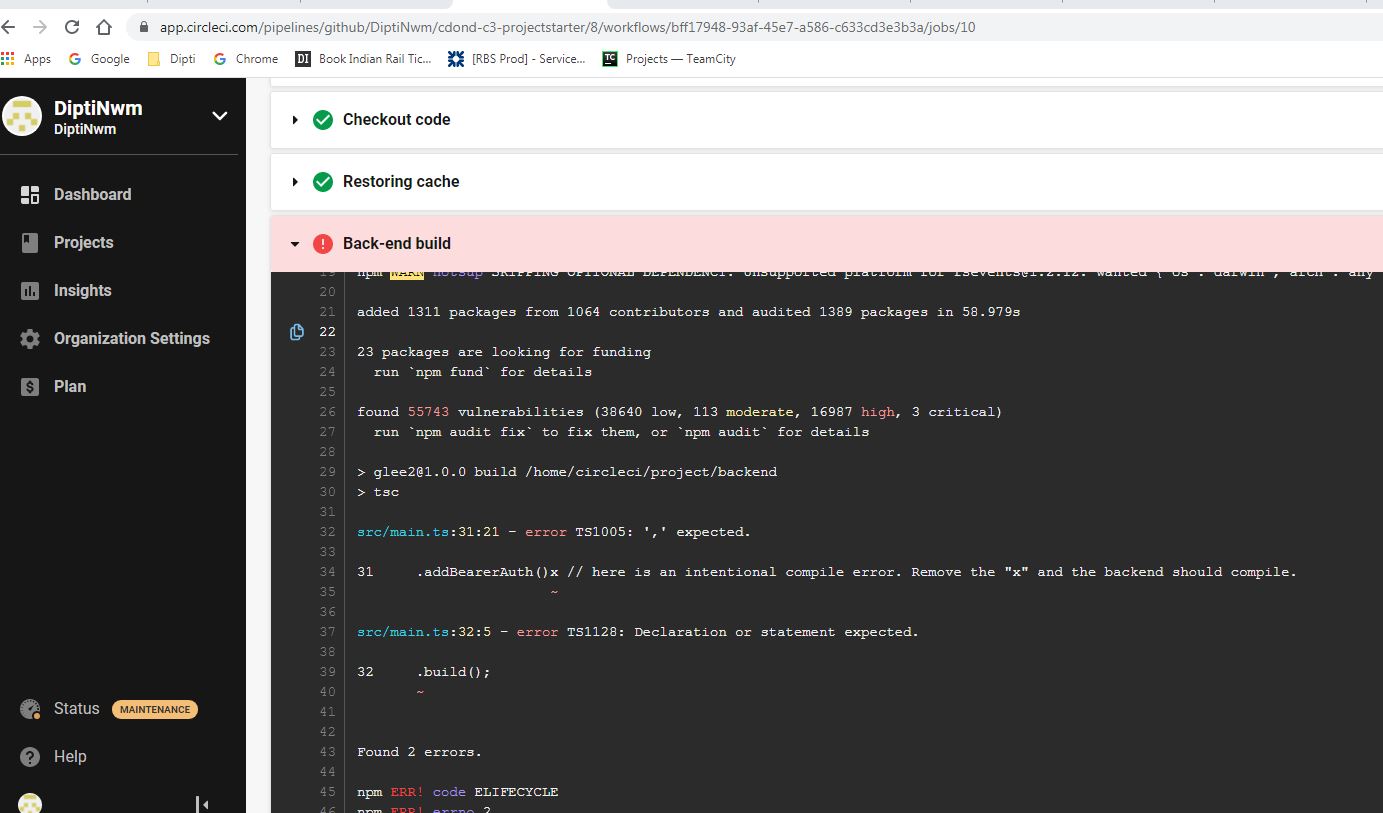 app.circleci.com/pipelines/github/DiptiNwm/cdond-c3-projectstarter/8/workflows/bff17948-93af-45e7-a586-c633cd3e3b3a/jobs/10
Apps Google Dipti Chrome DI Book Indian Rail Tic... [RBS Prod] - Service... TC Projects — TeamCity
DiptiNwm
DiptiNwm
Dashboard
Projects
Insights
Organization Settings
Plan
Status MAINTENANCE
Help
Checkout code
Restoring cache
Back-end build
19 npm WARN notsup SKIPPING OPTIONAL DEPENDENCY: Unsupported platform for fsevents@1.2.12: wanted {"os":"darwin","arch":"any
20
21 added 1311 packages from 1064 contributors and audited 1389 packages in 58.979s
22
23 23 packages are looking for funding
24 run `npm fund` for details
25
26 found 55743 vulnerabilities (38640 low, 113 moderate, 16987 high, 3 critical)
27 run `npm audit fix` to fix them, or `npm audit` for details
28
29 > glee2@1.0.0 build /home/circleci/project/backend
30 > tsc
31
32 src/main.ts:31:21 - error TS1005: ',' expected.
33
34 31 .addBearerAuth()x // here is an intentional compile error. Remove the "x" and the backend should compile.
35 ~
36
37 src/main.ts:32:5 - error TS1128: Declaration or statement expected.
38
39 32 .build();
40 ~
41
42
43 Found 2 errors.
44
45 npm ERR! code ELIFECYCLE
46 npm ERR! errno 2